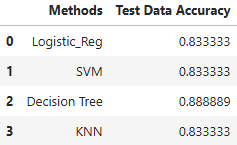 Methods Test Data Accuracy
0 Logistic_Reg 0.833333
1 SVM 0.833333
2 Decision Tree 0.888889
3 KNN 0.833333